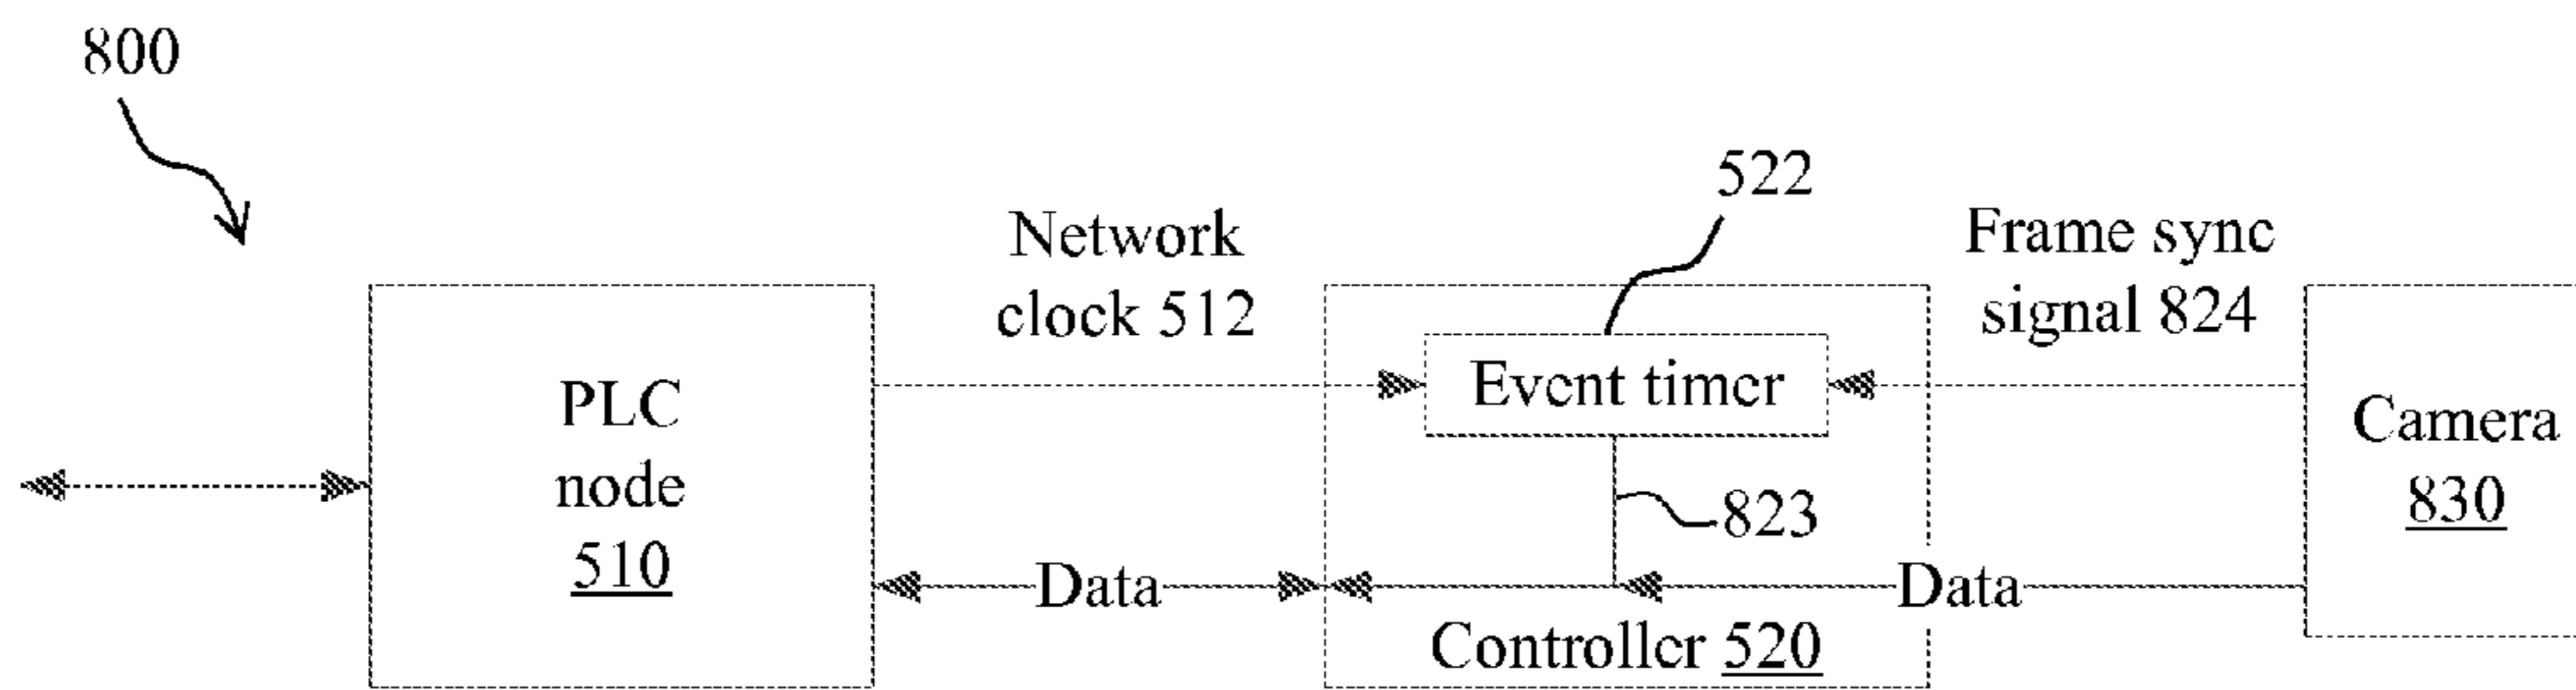 800
522
Network
clock 512
Frame sync
signal 824
PLC
node
510
Event timer
Camera
830
823
Data
Data
Controller 520